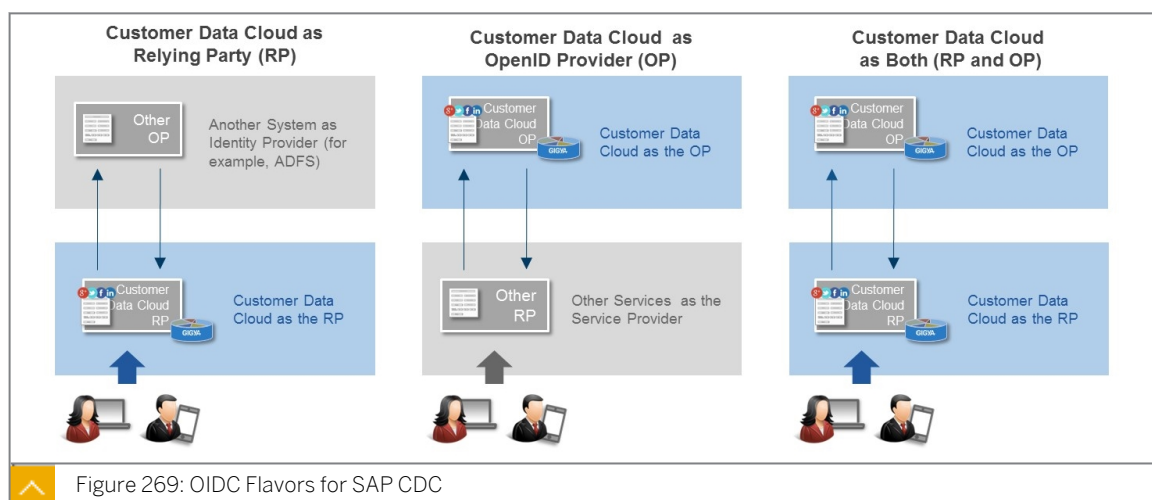 Customer Data Cloud as
Relying Party (RP)
Other
OP
Another System as
Identity Provider (for
example, ADFS)
Customer
Data Cloud
RP
GIGYA
Customer Data
Cloud as the RP
Customer Data Cloud as
OpenID Provider (OP)
Customer
Data Cloud
OP
GIGYA
Customer Data
Cloud as the OP
Other
RP
Other Services as the
Service Provider
Customer Data Cloud
as Both (RP and OP)
Customer
Data Cloud
OP
GIGYA
Customer Data
Cloud as the OP
Customer
Data Cloud
RP
GIGYA
Customer Data
Cloud as the RP
Figure 269: OIDC Flavors for SAP CDC